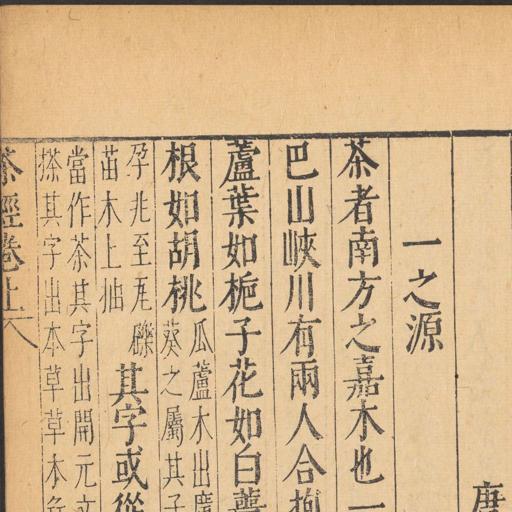 唐
一之源
茶者南方之嘉木也一
巴山峽川有兩人合抱
蘆葉如梔子花如白薔
根如胡桃
瓜蘆木出廣
葵之屬其子
孕兆至瓦礫
苗木上抽
其字或從
當作茶其字出開元文
搽其字出本草草本
茶經卷上